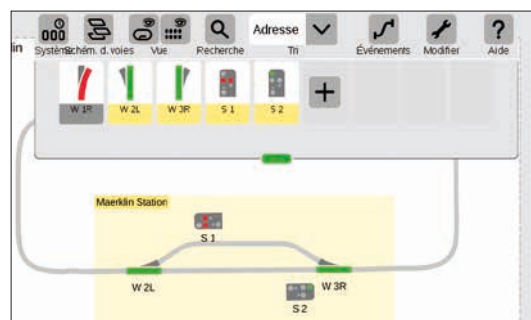 000 Adresse
lin Système Schém. d. voies Vue Recherche Tri Événements Modifier Aide
W 1R W 2L W 3R S 1 S 2
Maerklin Station
S 1
W 2L W 3R
S 2